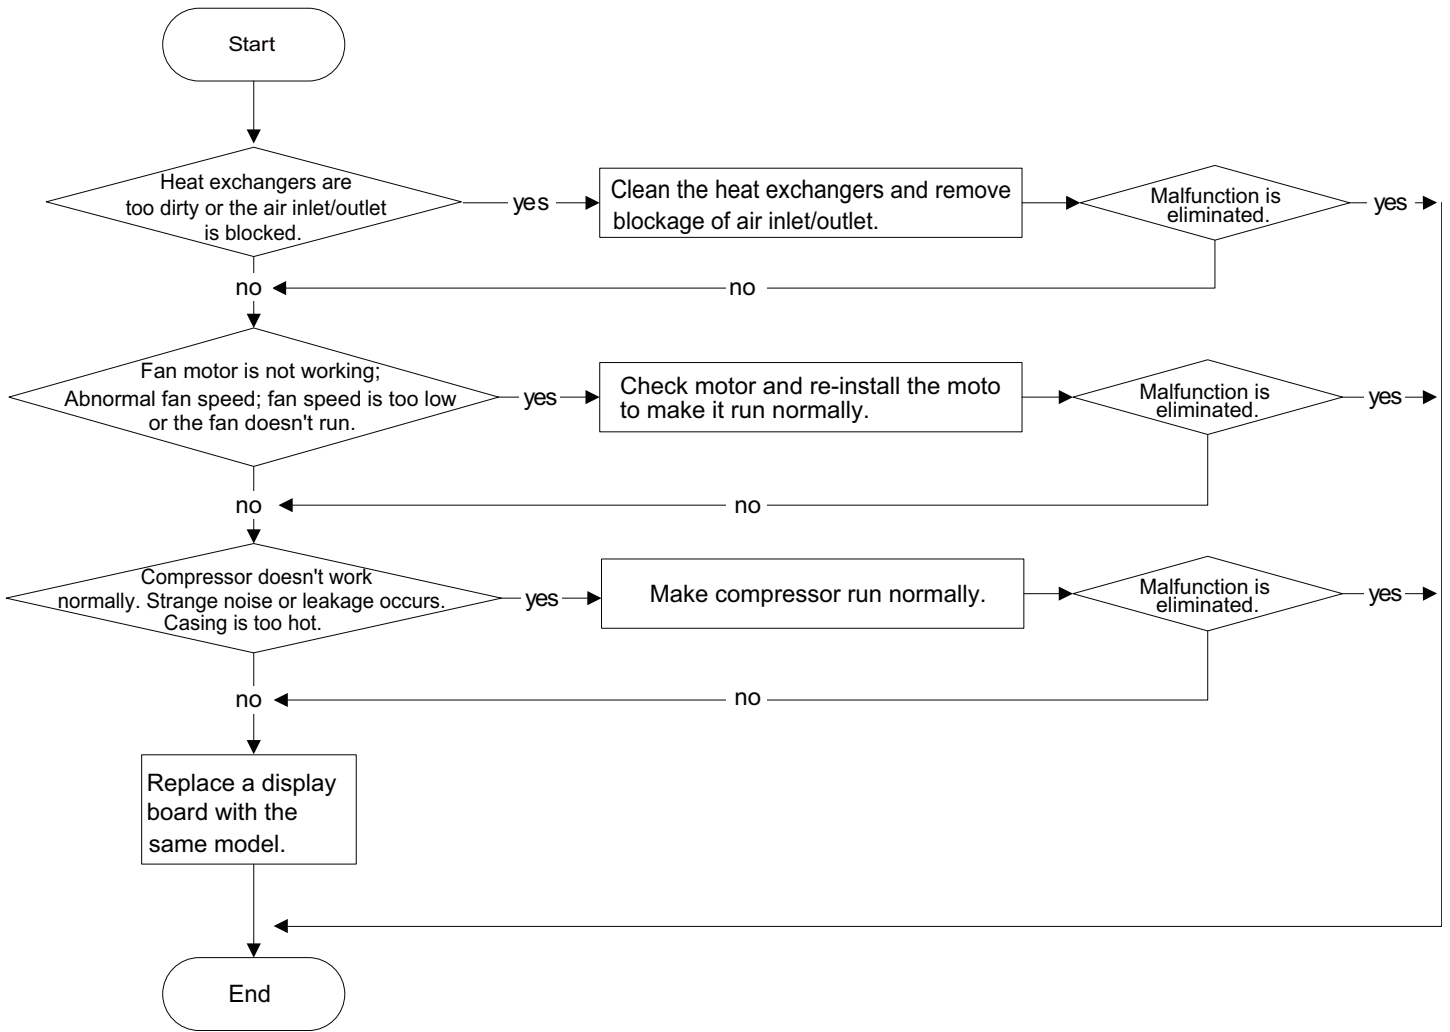 Start
Heat exchangers are
too dirty or the air inlet/outlet
is blocked.
yes
Clean the heat exchangers and remove
blockage of air inlet/outlet.
Malfunction is
eliminated.
yes
no
no
Fan motor is not working;
Abnormal fan speed; fan speed is too low
or the fan doesn't run.
yes
Check motor and re-install the moto
to make it run normally.
Malfunction is
eliminated.
yes
no
no
Compressor doesn't work
normally. Strange noise or leakage occurs.
Casing is too hot.
yes
Make compressor run normally.
Malfunction is
eliminated.
yes
no
no
Replace a display
board with the
same model.
End